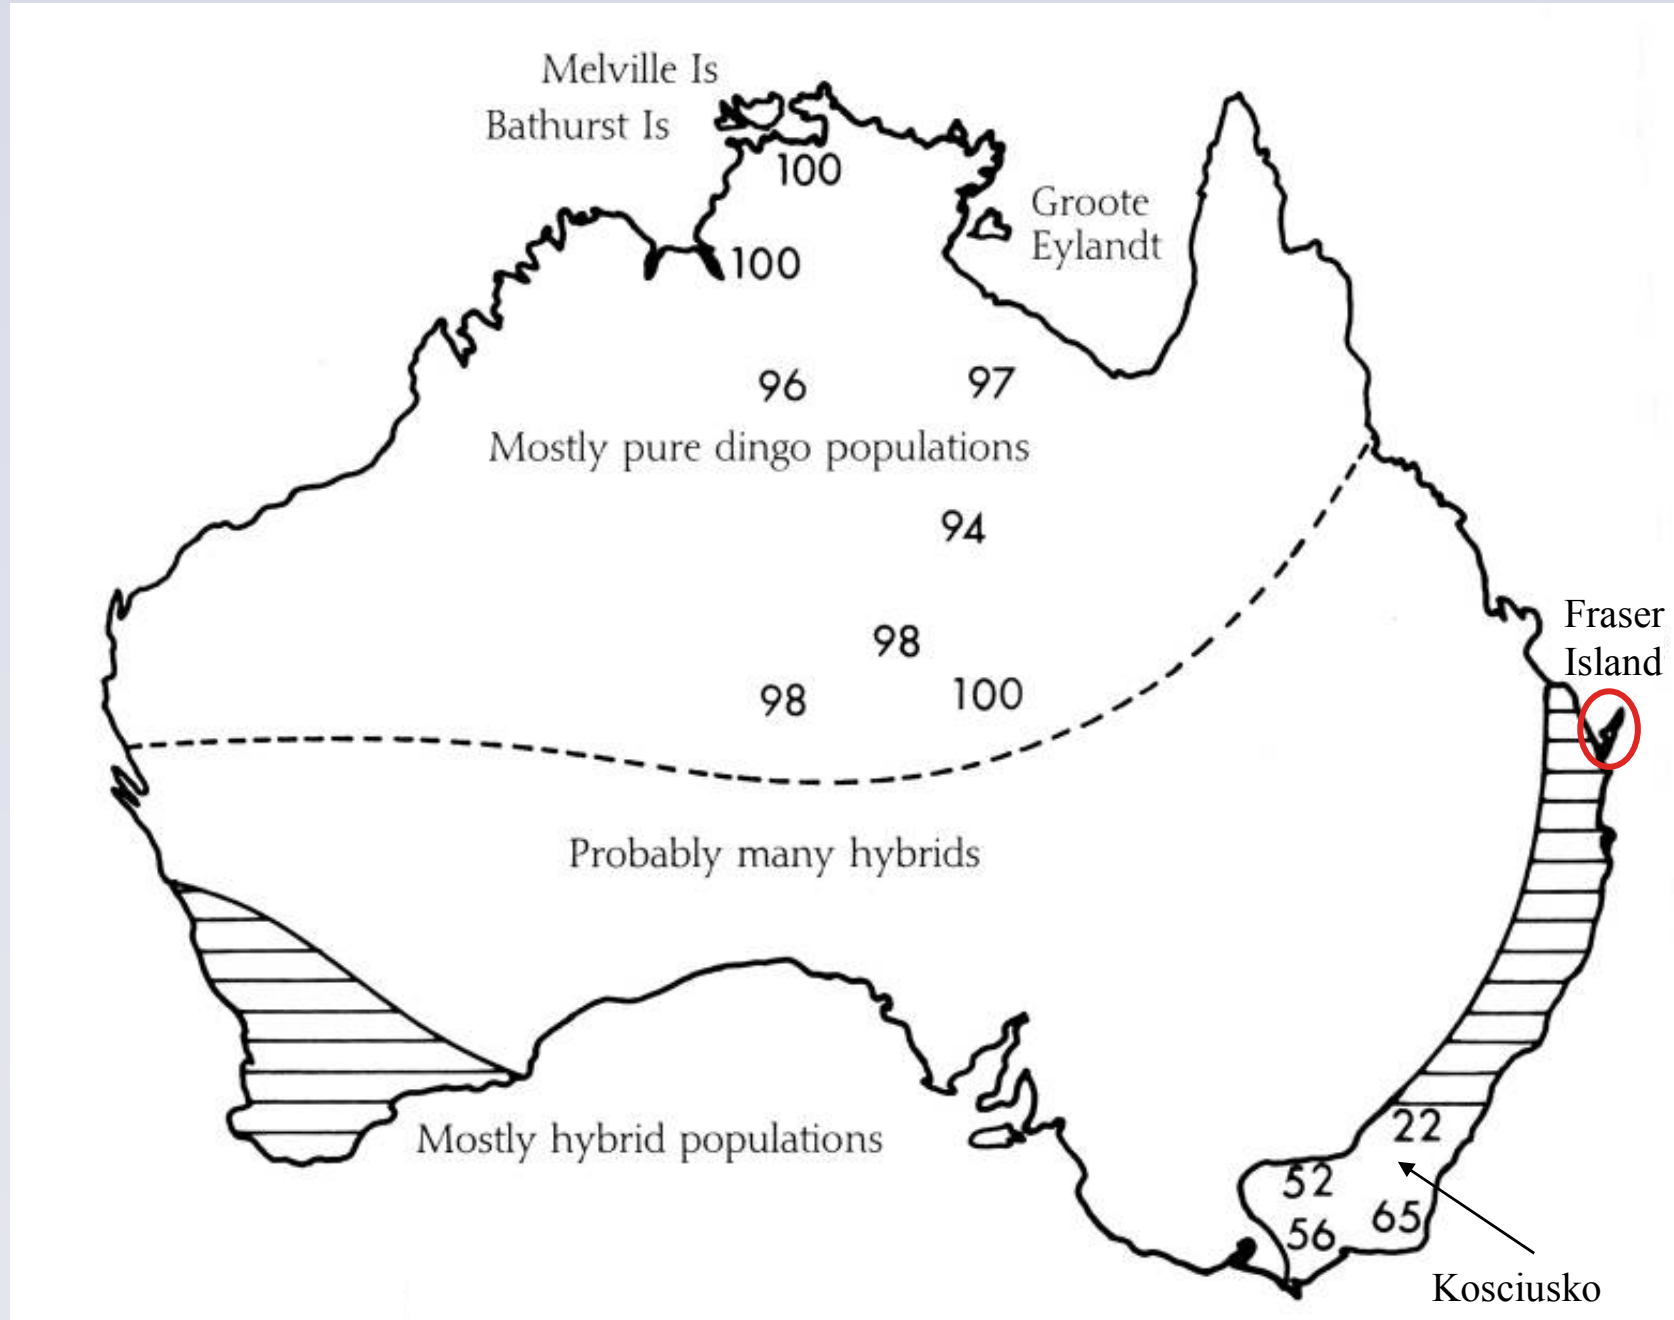 Melville Is
Bathurst Is
100
Groote
Eylandt
100
96
97
Mostly pure dingo populations
94
Fraser
Island
98
98
100
Probably many hybrids
22
Mostly hybrid populations
52
65
56
Kosciusko